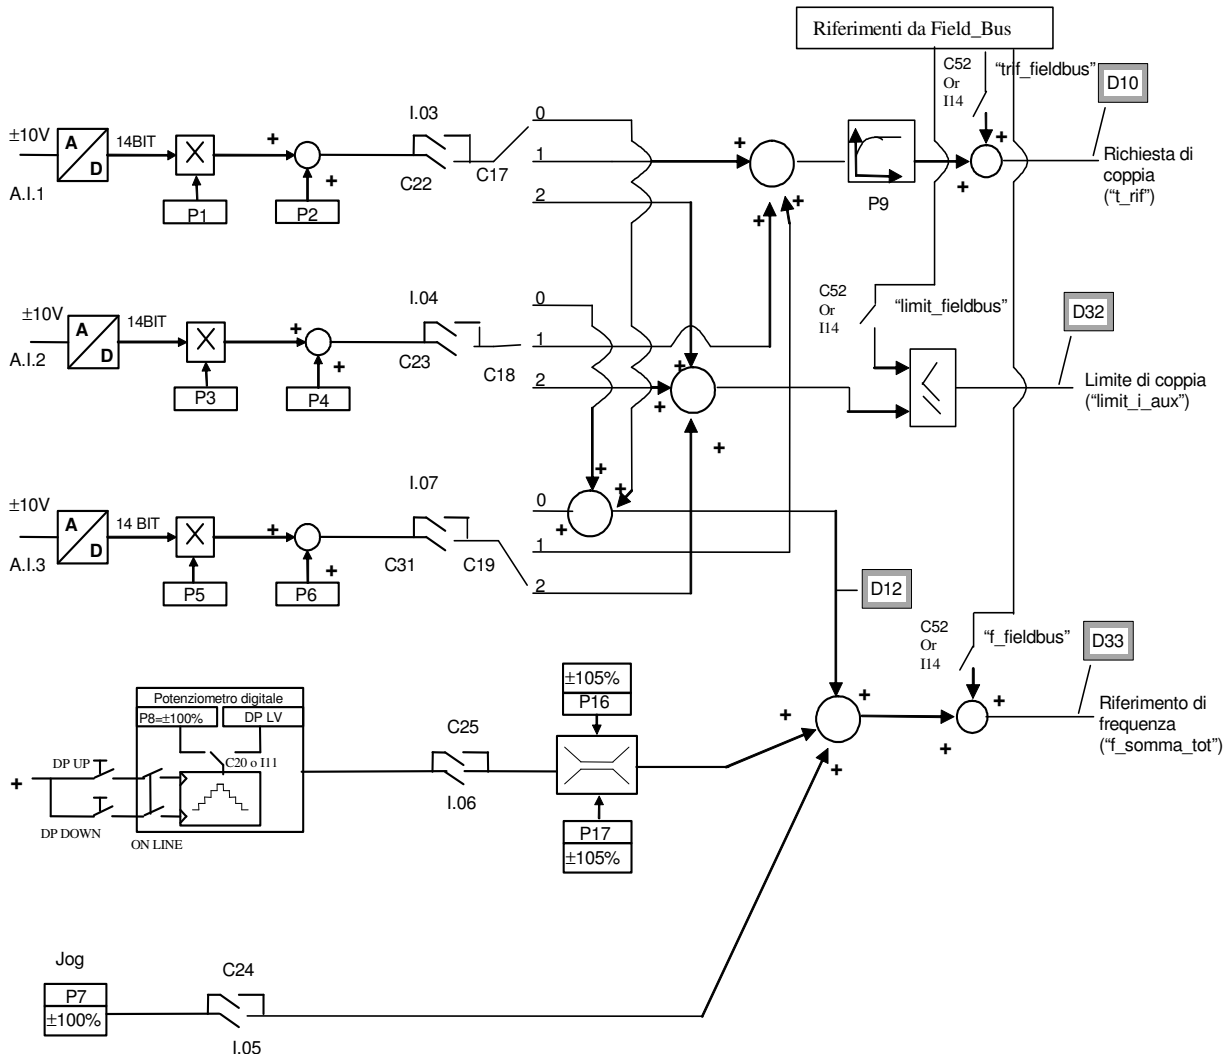 Riferimenti da Field_Bus
C52
Or
I14
"trif_fieldbus"
D10
Richiesta di
coppia
("t_rif")
±10V
A
D
14BIT
A.I.1
X
P1
+
P2
+
I.03
C22
C17
0
1
2
+
+
+
P9
+
+
±10V
A
D
14BIT
A.I.2
X
P3
+
P4
+
I.04
C23
C18
0
1
2
+
+
+
C52
Or
I14
"limit_fieldbus"
D32
Limite di coppia
("limit_i_aux")
±10V
A
D
14 BIT
A.I.3
X
P5
+
P6
+
I.07
C31
C19
0
1
2
+
+
+
D12
C52
Or
I14
"f_fieldbus"
D33
Riferimento di
frequenza
("f_somma_tot")
+
+
+
+
+
Potenziometro digitale
P8=±100%
DP LV
C20 o I11
+
DP UP
DP DOWN
ON LINE
C25
I.06
±105%
P16
P17
±105%
Jog
P7
±100%
C24
I.05